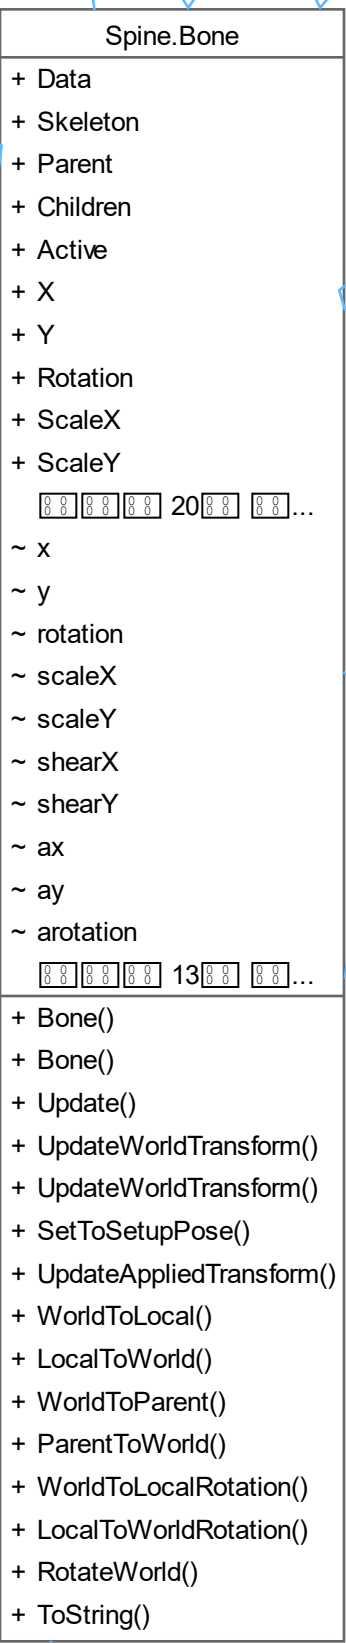 Spine.Bone
+ Data
+ Skeleton
+ Parent
+ Children
+ Active
+ X
+ Y
+ Rotation
+ ScaleX
+ ScaleY
20 ...
~ x
~ y
~ rotation
~ scaleX
~ scaleY
~ shearX
~ shearY
~ ax
~ ay
~ arotation
13 ...
+ Bone()
+ Bone()
+ Update()
+ UpdateWorldTransform()
+ UpdateWorldTransform()
+ SetToSetupPose()
+ UpdateAppliedTransform()
+ WorldToLocal()
+ LocalToWorld()
+ WorldToParent()
+ ParentToWorld()
+ WorldToLocalRotation()
+ LocalToWorldRotation()
+ RotateWorld()
+ ToString()